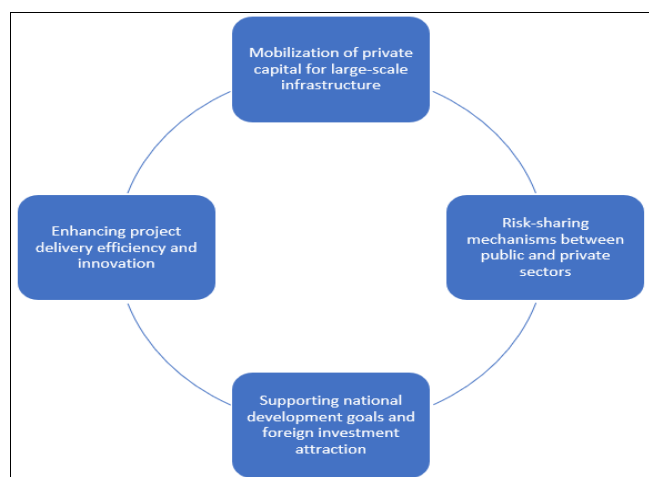 Mobilization of private
capital for large-scale
infrastructure
Enhancing project
delivery efficiency and
innovation
Risk-sharing
mechanisms between
public and private
sectors
Supporting national
development goals and
foreign investment
attraction